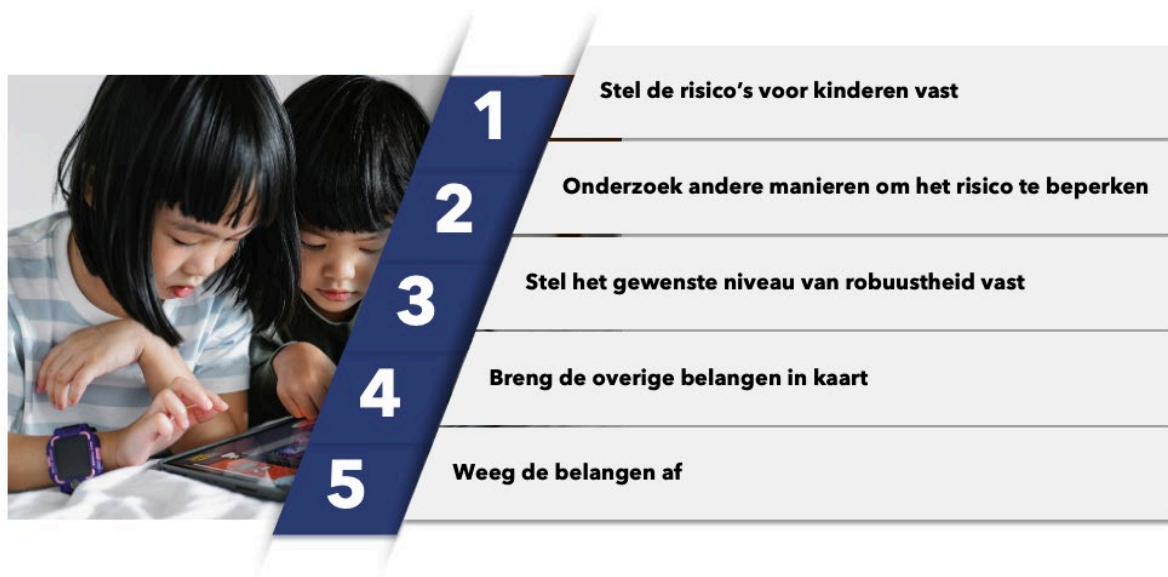 1
Stel de risico’s voor kinderen vast
2
Onderzoek andere manieren om het risico te beperken
3
Stel het gewenste niveau van robuustheid vast
4
Breng de overige belangen in kaart
5
Weeg de belangen af